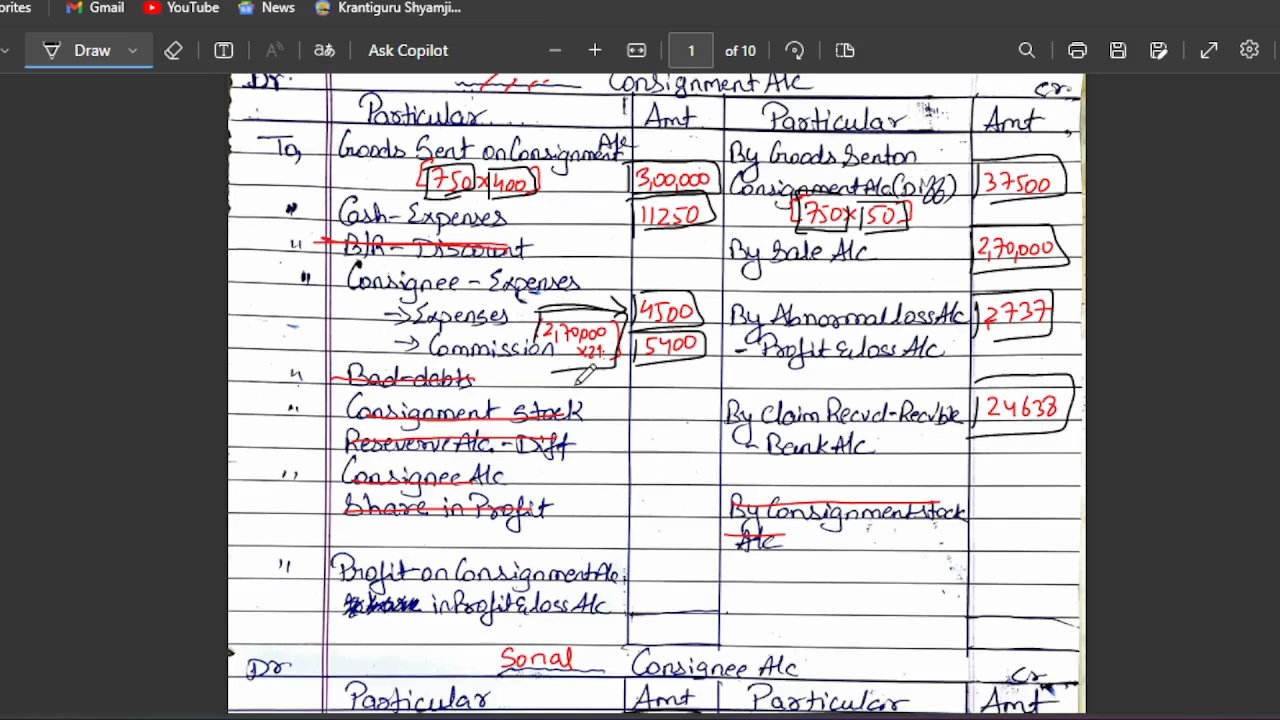 orites Gmail YouTube News Krantiguru Shyamji...
Draw Ask Copilot 1 of 10
Dr. Consignment A/c Cr.
Particular Amt Particular Amt
To, Goods Sent on Consignment A/c By Goods Sent on
[750 x 400] 3,00,000 Consignment A/c (Diff) 37500
" Cash - Expenses 11250 [750 x 50]
" B/R - Discount By Sale A/c 2,70,000
" Consignee - Expenses
→ Expenses 4500 By Abnormal loss A/c 2737
→ Commission 2,70,000 x 2% 5400 - Profit & loss A/c
" Bad-debts
" Consignment Stock By Claim Recvd-Recv'ble 24638
Reserverve A/c. - Diff - Bank A/c
" Consignee A/c
Share in Profit By Consignment stock
A/c
" Profit on Consignment A/c.
in Profit & loss A/c
Sonal Consignee A/c
Dr Cr
Particular Amt Particular Amt